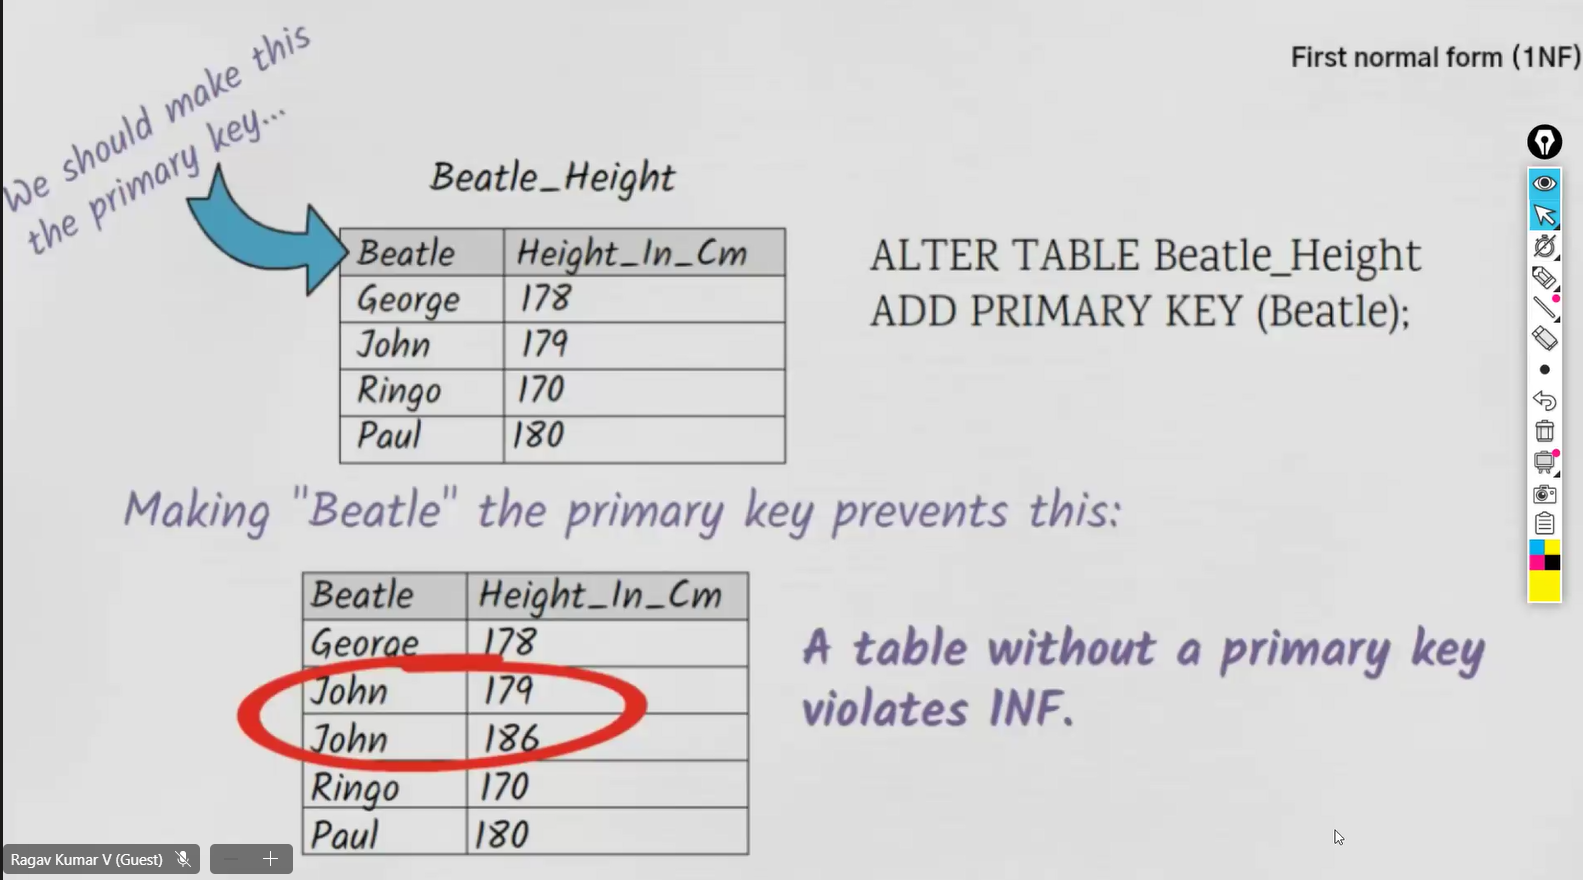 First normal form (1NF)
We should make this
the primary key...
Beatle_Height
Beatle Height_In_Cm
George 178
John 179
Ringo 170
Paul 180
ALTER TABLE Beatle_Height
ADD PRIMARY KEY (Beatle);
Making "Beatle" the primary key prevents this:
Beatle Height_In_Cm
George 178
John 179
John 186
Ringo 170
Paul 180
A table without a primary key
violates 1NF.
Ragav Kumar V (Guest)